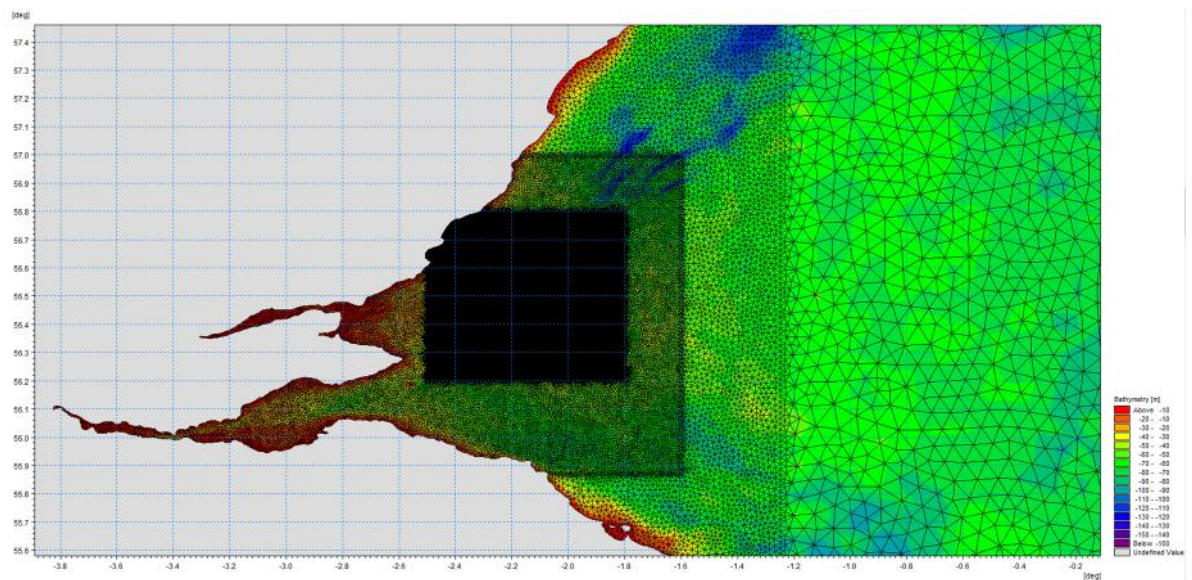 [deg]
57.4
57.3
57.2
57.1
57.0
56.9
56.8
56.7
56.6
56.5
56.4
56.3
56.2
56.1
56.0
55.9
55.8
55.7
55.6
-3.8 -3.6 -3.4 -3.2 -3.0 -2.8 -2.6 -2.4 -2.2 -2.0 -1.8 -1.6 -1.4 -1.2 -1.0 -0.8 -0.6 -0.4 -0.2
[deg]
Bathymetry [m]
Above -10
-20 - -10
-30 - -20
-40 - -30
-50 - -40
-60 - -50
-70 - -60
-80 - -70
-90 - -80
-100 - -90
-110 - -100
-120 - -110
-130 - -120
-140 - -130
-150 - -140
Below -150
Undefined Value